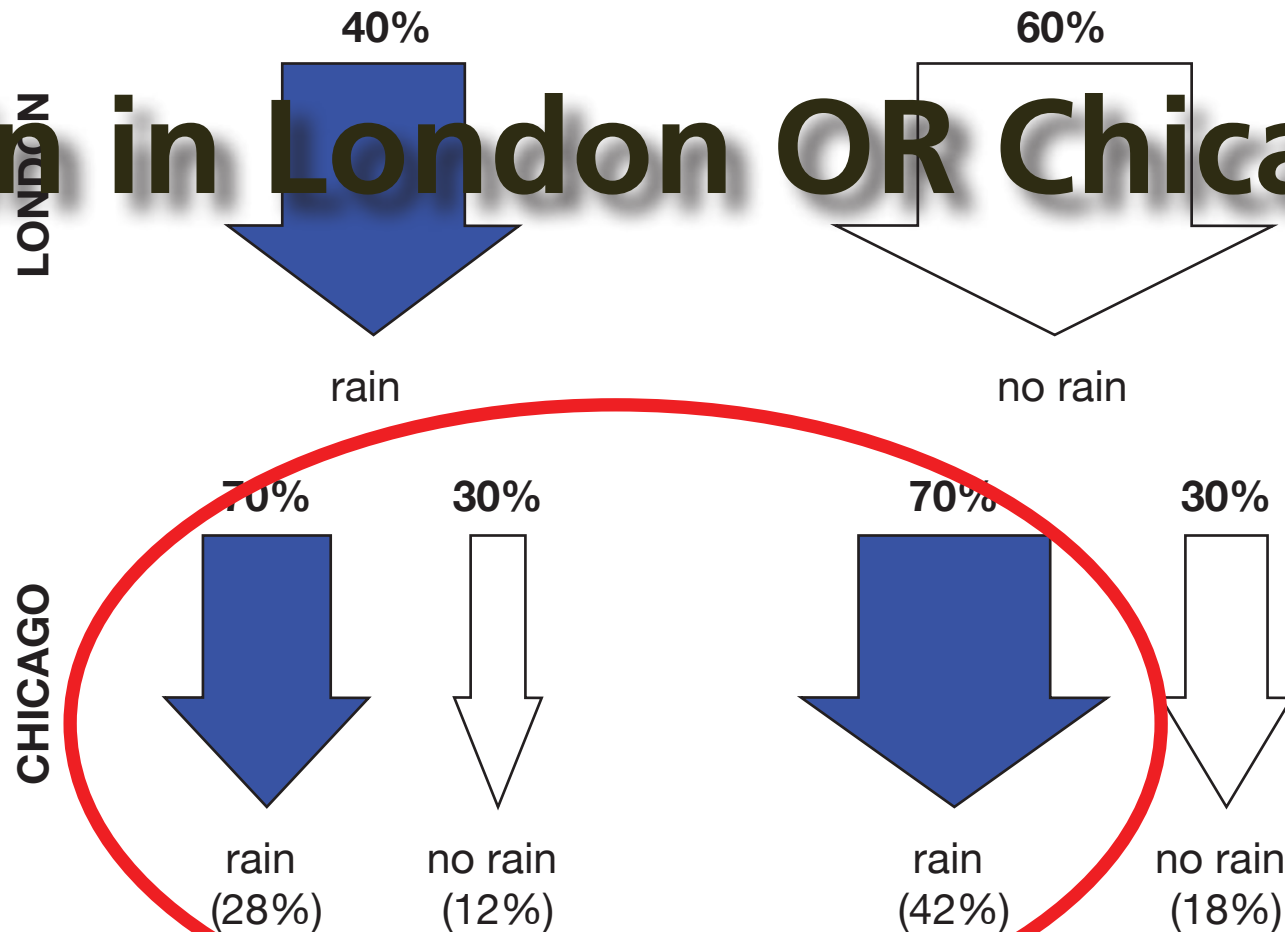 40% 60%
n in London OR Chica
LONDON
rain no rain
70% 30% 70% 30%
CHICAGO
rain no rain rain no rain
(28%) (12%) (42%) (18%)